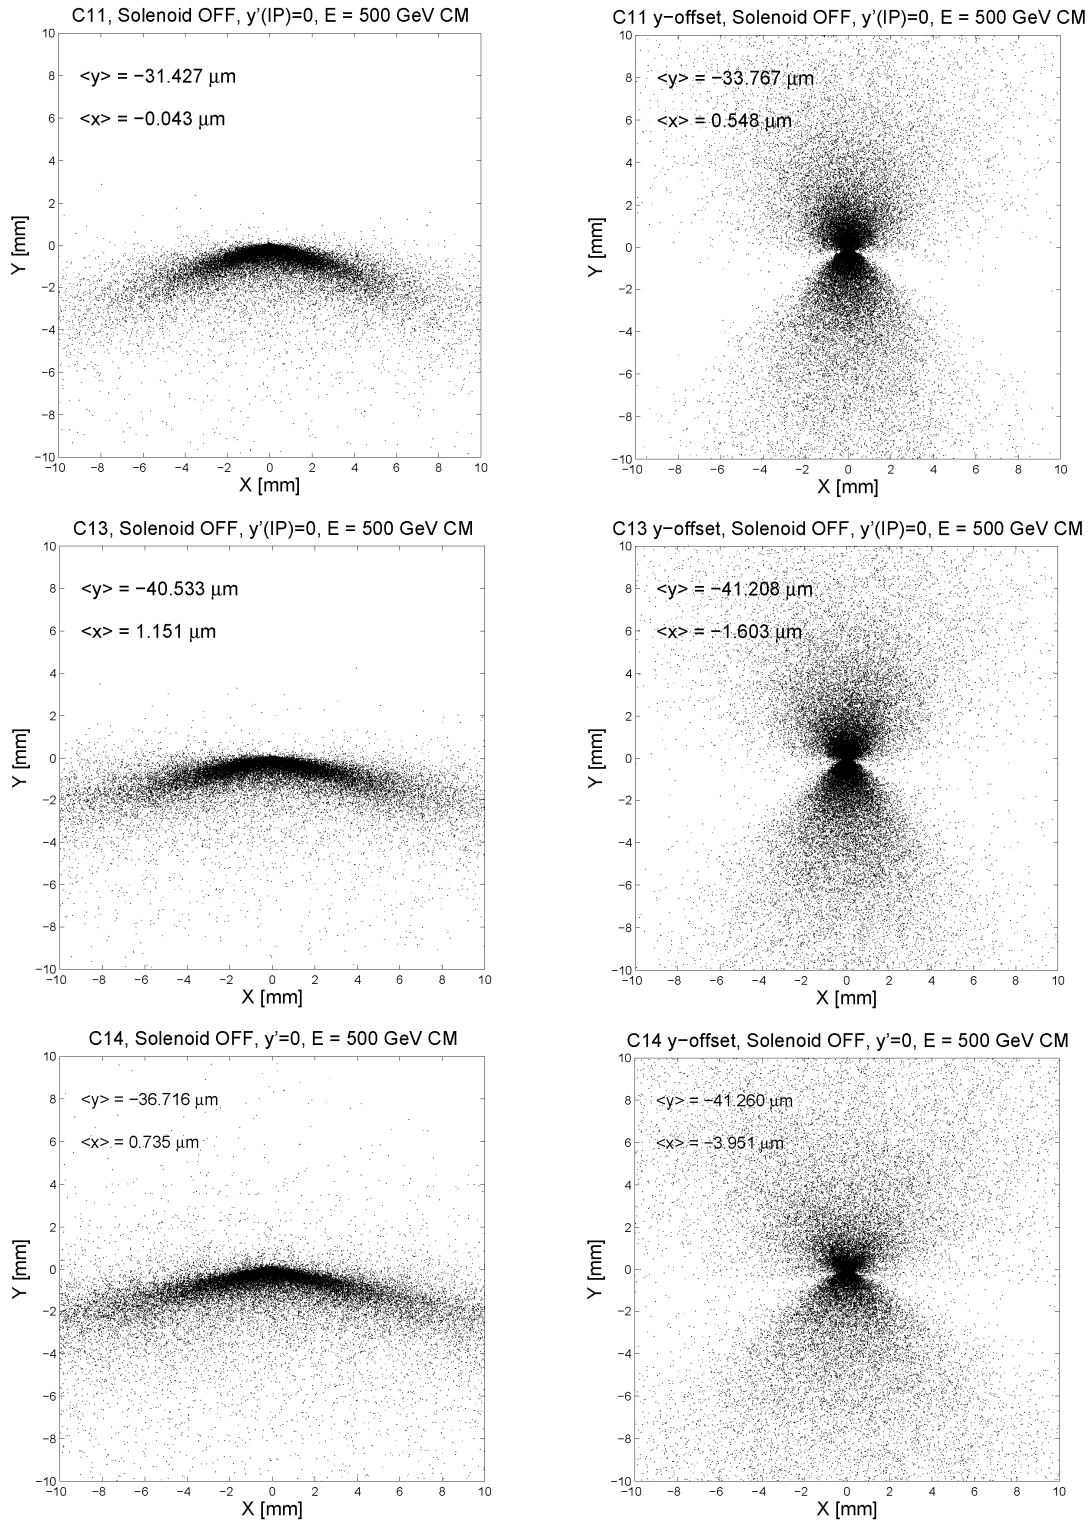 C11, Solenoid OFF, y'(IP)=0, E = 500 GeV CM
10
8
6
4
2
0
−2
−4
−6
−8
−10
Y [mm]
<y> = −31.427 μm
<x> = −0.043 μm
−10 −8 −6 −4 −2 0 2 4 6 8 10
X [mm]
C11 y−offset, Solenoid OFF, y'(IP)=0, E = 500 GeV CM
10
8
6
4
2
0
−2
−4
−6
−8
−10
Y [mm]
<y> = −33.767 μm
<x> = 0.548 μm
−10 −8 −6 −4 −2 0 2 4 6 8 10
X [mm]
C13, Solenoid OFF, y'(IP)=0, E = 500 GeV CM
10
8
6
4
2
0
−2
−4
−6
−8
−10
Y [mm]
<y> = −40.533 μm
<x> = 1.151 μm
−10 −8 −6 −4 −2 0 2 4 6 8 10
X [mm]
C13 y−offset, Solenoid OFF, y'(IP)=0, E = 500 GeV CM
10
8
6
4
2
0
−2
−4
−6
−8
−10
Y [mm]
<y> = −41.208 μm
<x> = −1.603 μm
−10 −8 −6 −4 −2 0 2 4 6 8 10
X [mm]
C14, Solenoid OFF, y'=0, E = 500 GeV CM
10
8
6
4
2
0
−2
−4
−6
−8
−10
Y [mm]
<y> = −36.716 μm
<x> = 0.735 μm
−10 −8 −6 −4 −2 0 2 4 6 8 10
X [mm]
C14 y−offset, Solenoid OFF, y'=0, E = 500 GeV CM
10
8
6
4
2
0
−2
−4
−6
−8
−10
Y [mm]
<y> = −41.260 μm
<x> = −3.951 μm
−10 −8 −6 −4 −2 0 2 4 6 8 10
X [mm]